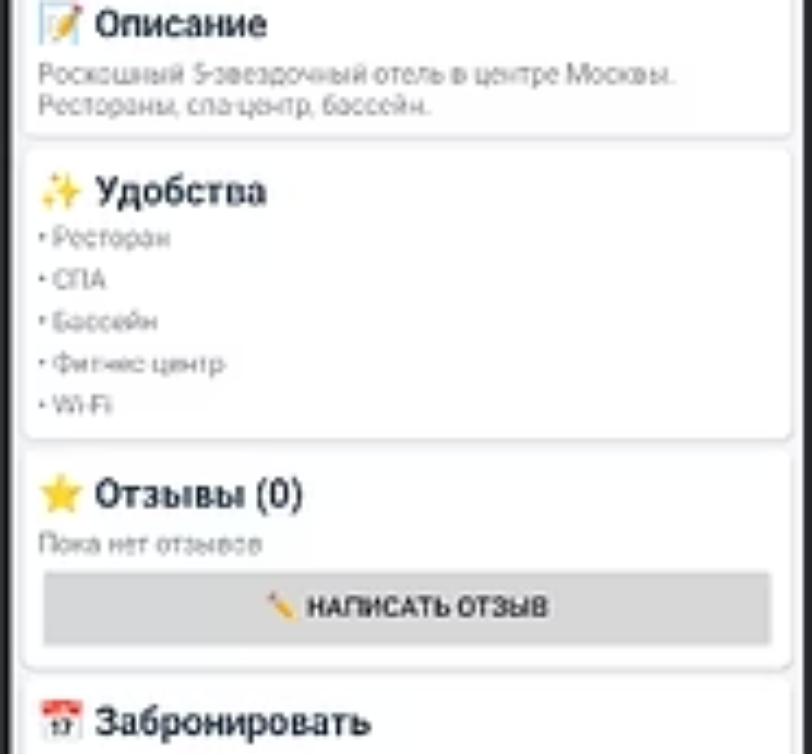 Описание
Роскошный 5-звездочный отель в центре Москвы.
Рестораны, спа-центр, бассейн.
Удобства
• Ресторан
• СПА
• Бассейн
• Фитнес центр
• Wi-Fi
Отзывы (0)
Пока нет отзывов
НАПИСАТЬ ОТЗЫВ
17 Забронировать